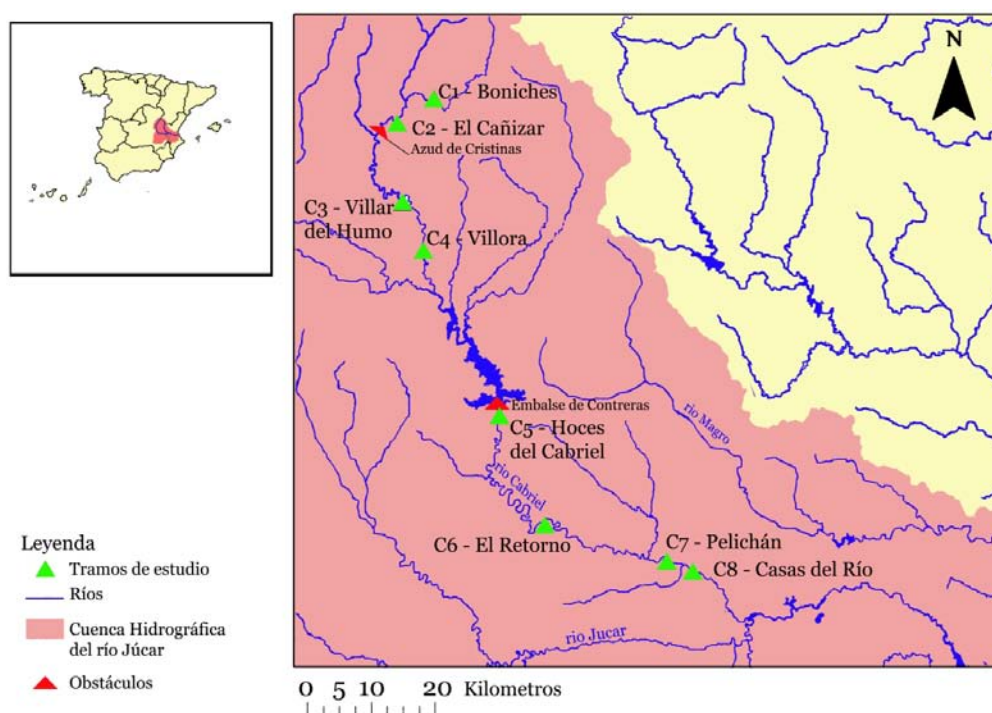 N
C1 - Boniches
C2 - El Cañizar
Azud de Cristinas
C3 - Villar
del Humo
C4 - Villora
Embalse de Contreras
C5 - Hoces
del Cabriel
río Magro
río Cabriel
C6 - El Retorno
C7 - Pelichán
C8 - Casas del Río
río Jucar
Leyenda
Tramos de estudio
Ríos
Cuenca Hidrográfica
del río Júcar
Obstáculos
0 5 10 20 Kilometros